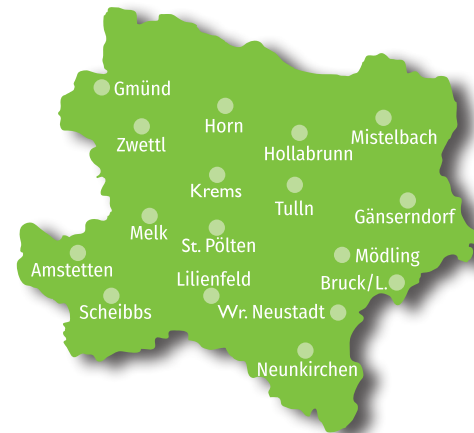 Gmünd
Horn
Mistelbach
Zwettl
Hollabrunn
Krems
Tulln
Gänserndorf
Melk
St. Pölten
Mödling
Amstetten
Lilienfeld
Bruck/L.
Scheibbs
Wr. Neustadt
Neunkirchen